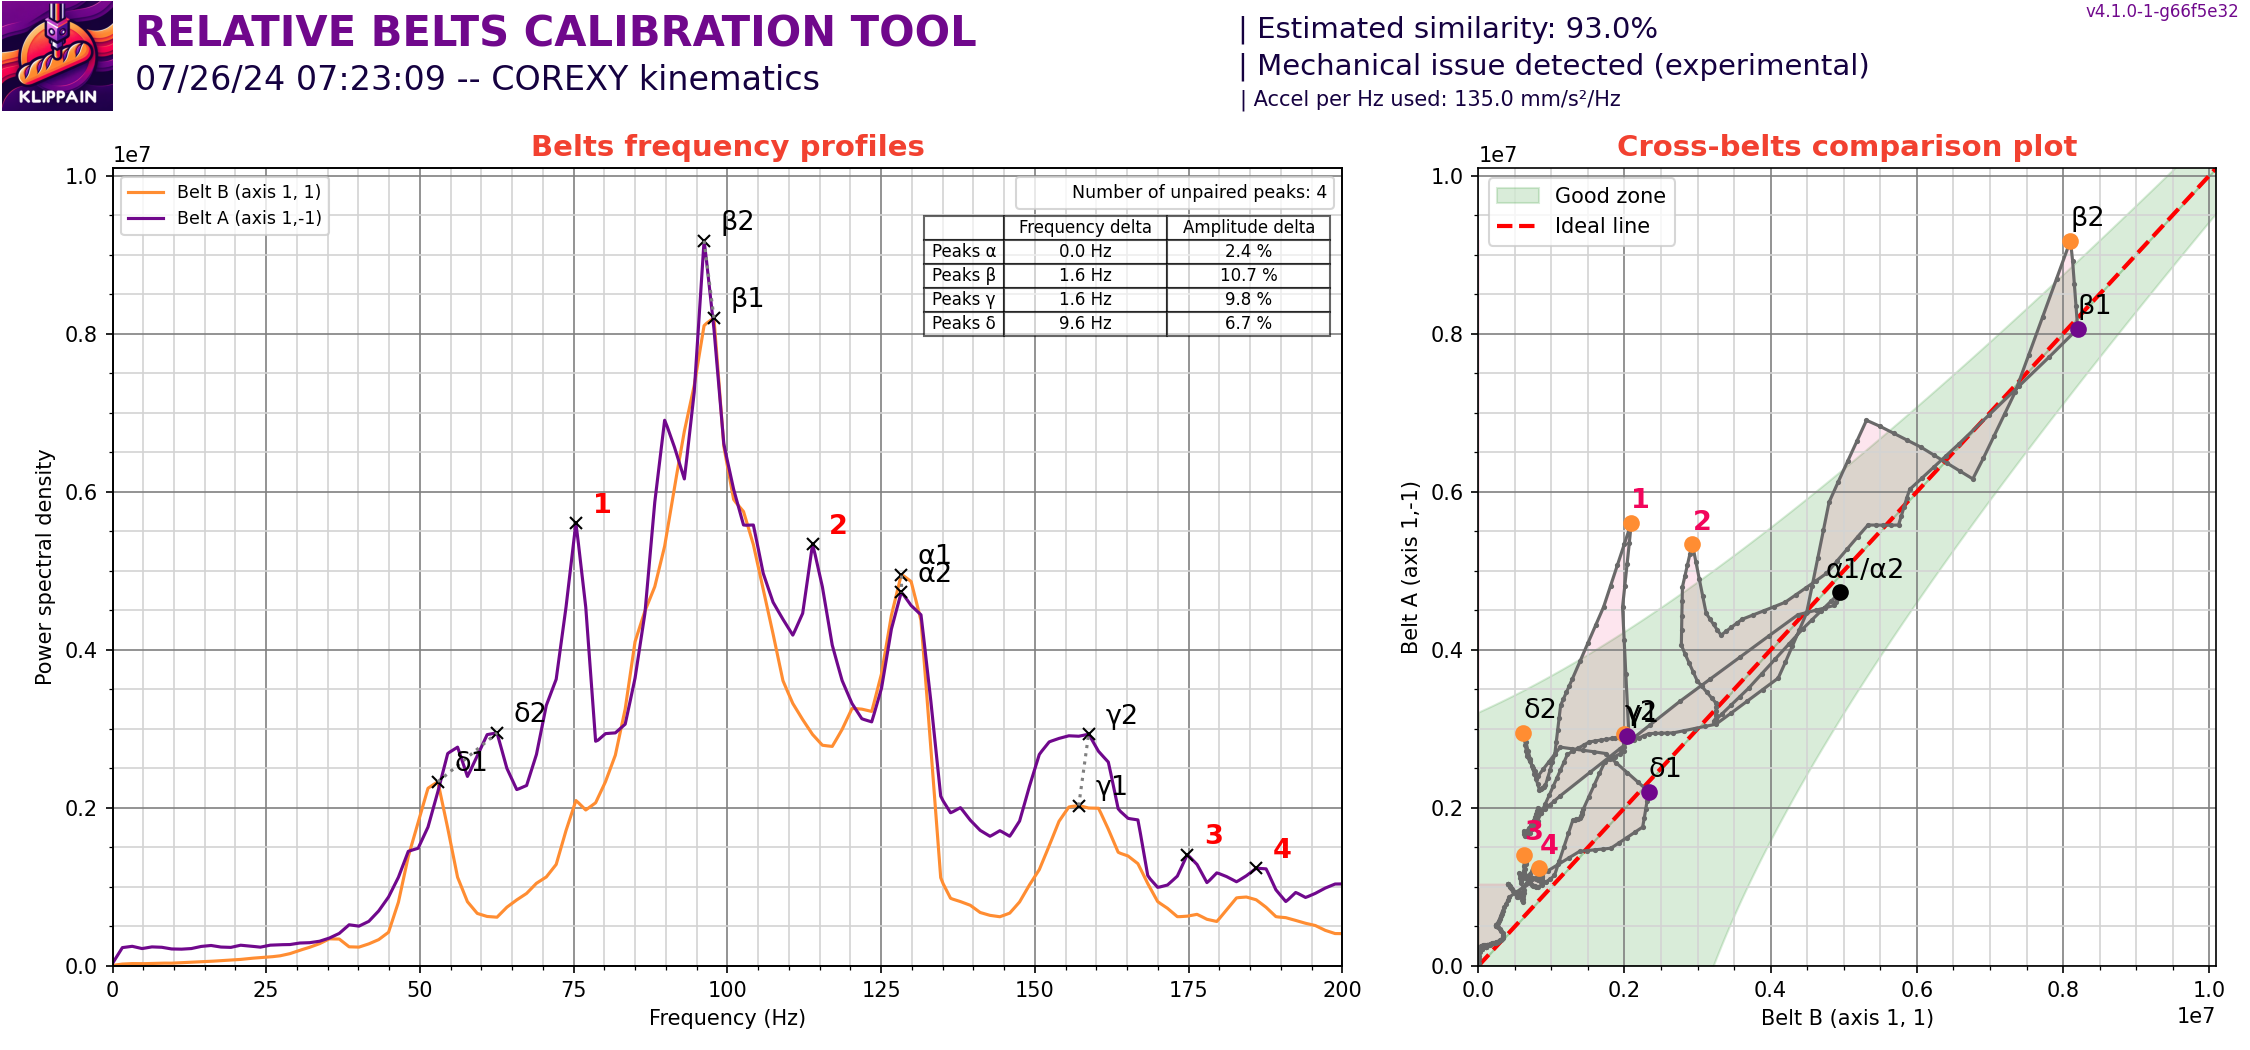 KLIPPAIN
RELATIVE BELTS CALIBRATION TOOL
07/26/24 07:23:09 -- COREXY kinematics
| Estimated similarity: 93.0%
| Mechanical issue detected (experimental)
| Accel per Hz used: 135.0 mm/s²/Hz
v4.1.0-1-g66f5e32
Belts frequency profiles
1e7
Belt B (axis 1, 1)
Belt A (axis 1,-1)
Number of unpaired peaks: 4
Frequency delta Amplitude delta
Peaks α 0.0 Hz 2.4 %
Peaks β 1.6 Hz 10.7 %
Peaks γ 1.6 Hz 9.8 %
Peaks δ 9.6 Hz 6.7 %
β2
β1
1
2
α1
α2
δ2
δ1
γ2
γ1
3
4
1.0
0.8
0.6
0.4
0.2
0.0
Power spectral density
0 25 50 75 100 125 150 175 200
Frequency (Hz)
Cross-belts comparison plot
1e7
Good zone
Ideal line
β2
β1
1
2
α1/α2
δ2
γ2
γ1
δ1
3
4
1.0
0.8
0.6
0.4
0.2
0.0
Belt A (axis 1,-1)
0.0 0.2 0.4 0.6 0.8 1.0
Belt B (axis 1, 1)
1e7